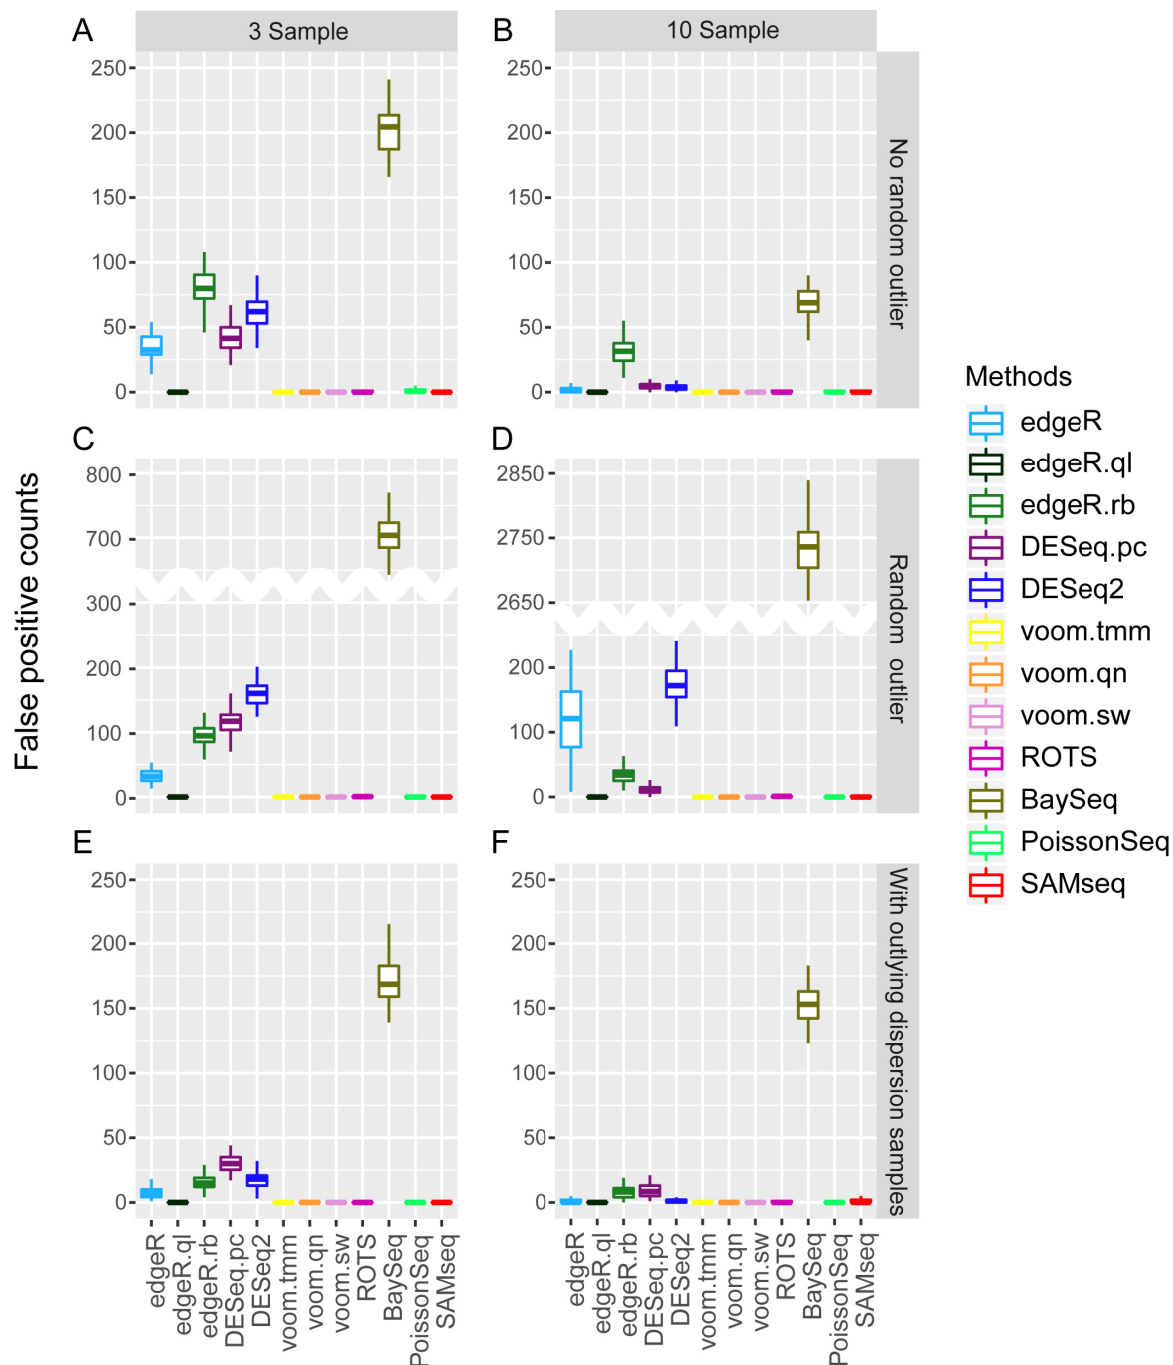 A
3 Sample
B
10 Sample
250
200
150
100
50
0
250
200
150
100
50
0
No random outlier
C
D
800
700
300
200
100
0
2850
2750
2650
200
100
0
Random outlier
E
F
250
200
150
100
50
0
250
200
150
100
50
0
With outlying dispersion samples
False positive counts
edgeR
edgeR.ql
edgeR.rb
DESeq.pc
DESeq2
voom.tmm
voom.qn
voom.sw
ROTS
BaySeq
PoissonSeq
SAMseq
edgeR
edgeR.ql
edgeR.rb
DESeq.pc
DESeq2
voom.tmm
voom.qn
voom.sw
ROTS
BaySeq
PoissonSeq
SAMseq
Methods
edgeR
edgeR.ql
edgeR.rb
DESeq.pc
DESeq2
voom.tmm
voom.qn
voom.sw
ROTS
BaySeq
PoissonSeq
SAMseq